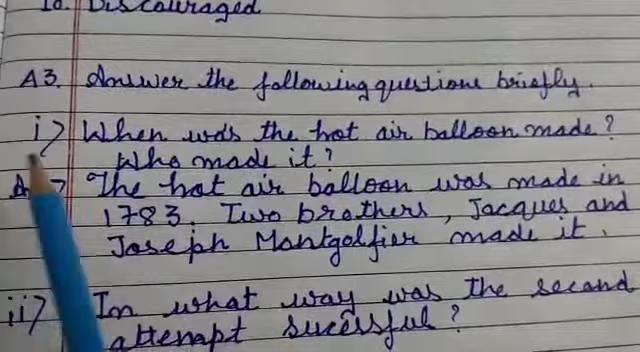 10. Discouraged
A3. Answer the following questions briefly.
i) When was the hot air balloon made?
Who made it?
A The hot air balloon was made in
1783. Two brothers, Jacques and
Joseph Montgolfier made it.
ii) In what way was the second
attempt sucessful?